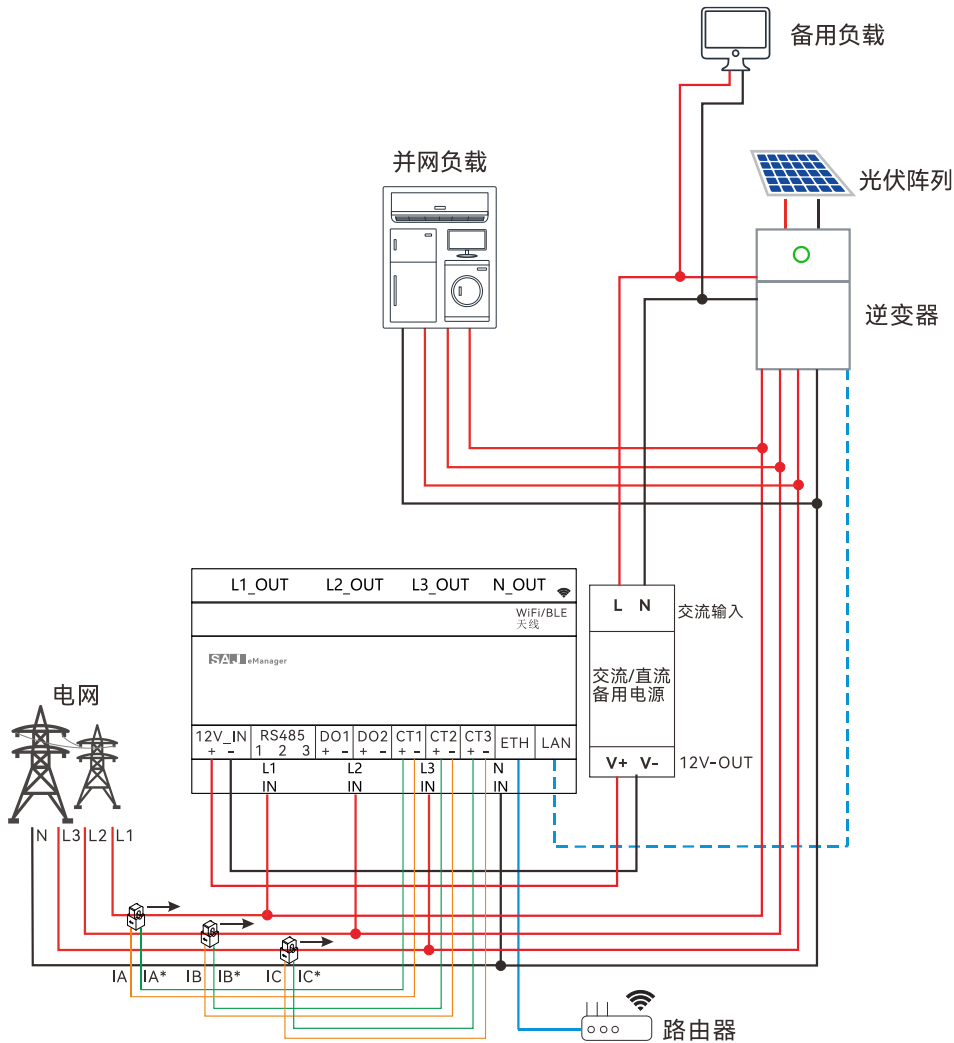 备用负载
并网负载
光伏阵列
逆变器
L1_OUT L2_OUT L3_OUT N_OUT
WiFi/BLE
天线
L N
交流输入
SAJ eManager
交流/直流
备用电源
电网
12V_IN RS485 DO1 DO2 CT1 CT2 CT3 ETH LAN
+ - 1 2 3 + - + - + - + - + -
V+ V- 12V-OUT
L1 L2 L3 N
IN IN IN IN
N L3 L2 L1
IA IA* IB IB* IC IC*
路由器